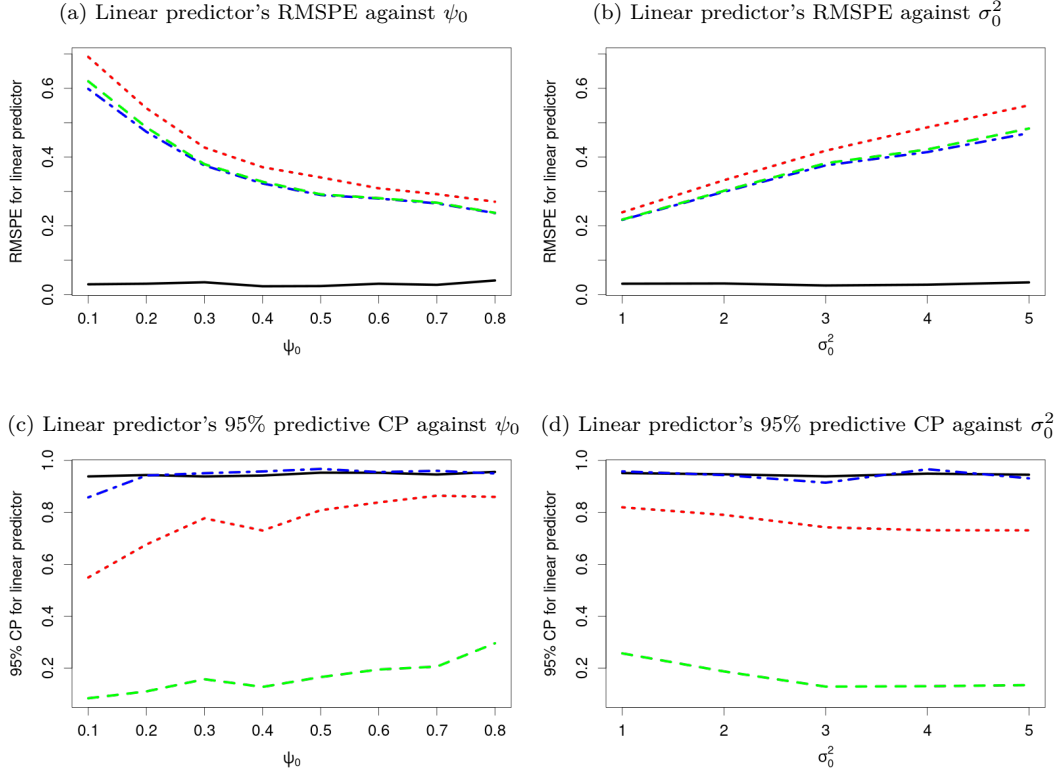 (a) Linear predictor's RMSPE against ψ₀
(b) Linear predictor's RMSPE against σ₀²
RMSPE for linear predictor
0.0 0.2 0.4 0.6
0.1 0.2 0.3 0.4 0.5 0.6 0.7 0.8
ψ₀
RMSPE for linear predictor
0.0 0.2 0.4 0.6
1 2 3 4 5
σ₀²
(c) Linear predictor's 95% predictive CP against ψ₀
(d) Linear predictor's 95% predictive CP against σ₀²
95% CP for linear predictor
0.2 0.4 0.6 0.8 1.0
0.1 0.2 0.3 0.4 0.5 0.6 0.7 0.8
ψ₀
95% CP for linear predictor
0.2 0.4 0.6 0.8 1.0
1 2 3 4 5
σ₀²